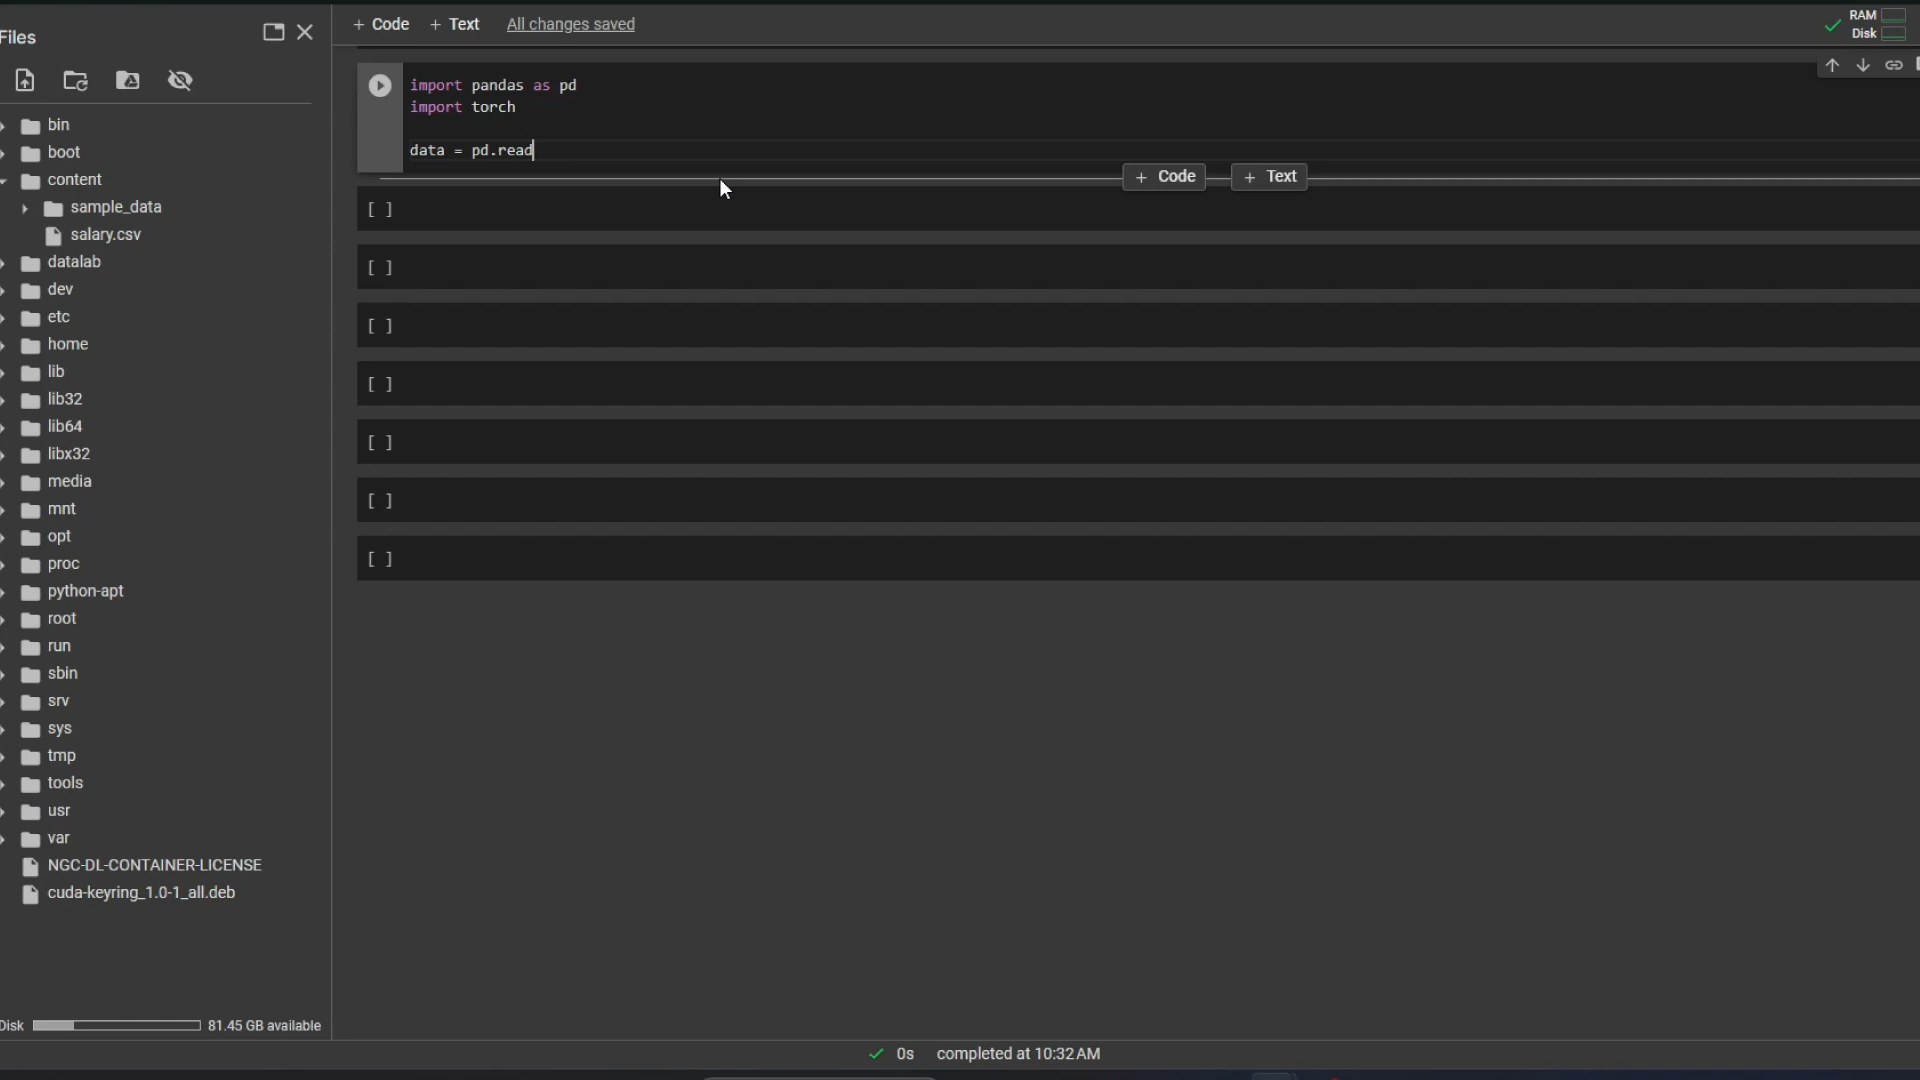 Files
bin
boot
content
sample_data
salary.csv
datalab
dev
etc
home
lib
lib32
lib64
libx32
media
mnt
opt
proc
python-apt
root
run
sbin
srv
sys
tmp
tools
usr
var
NGC-DL-CONTAINER-LICENSE
cuda-keyring_1.0-1_all.deb
Disk 81.45 GB available
+ Code + Text All changes saved
RAM
Disk
import pandas as pd
import torch
data = pd.read
+ Code + Text
[ ]
[ ]
[ ]
[ ]
[ ]
[ ]
[ ]
0s completed at 10:32 AM